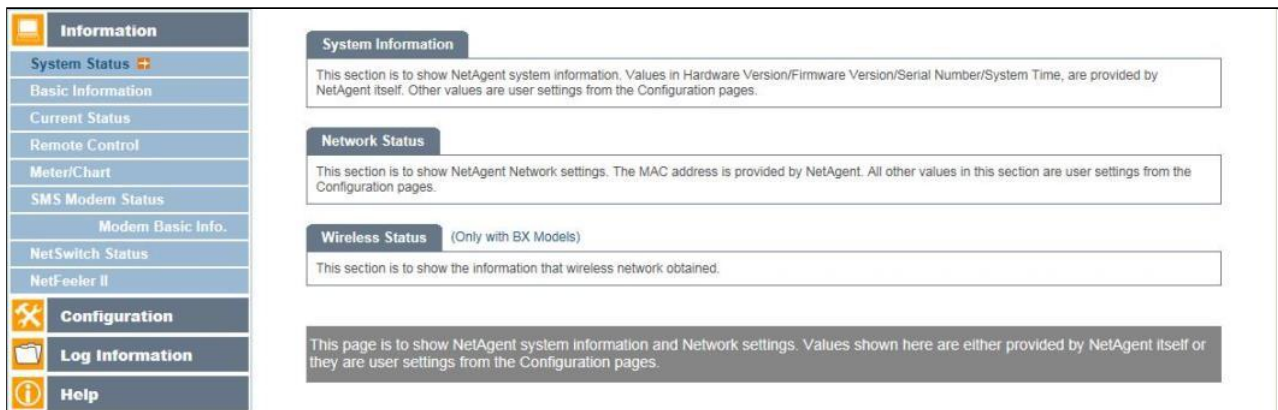 Information
System Status
Basic Information
Current Status
Remote Control
Meter/Chart
SMS Modem Status
Modem Basic Info.
NetSwitch Status
NetFeeler II
Configuration
Log Information
Help
System Information
This section is to show NetAgent system information. Values in Hardware Version/Firmware Version/Serial Number/System Time, are provided by
NetAgent itself. Other values are user settings from the Configuration pages.
Network Status
This section is to show NetAgent Network settings. The MAC address is provided by NetAgent. All other values in this section are user settings from the
Configuration pages.
Wireless Status (Only with BX Models)
This section is to show the information that wireless network obtained.
This page is to show NetAgent system information and Network settings. Values shown here are either provided by NetAgent itself or
they are user settings from the Configuration pages.